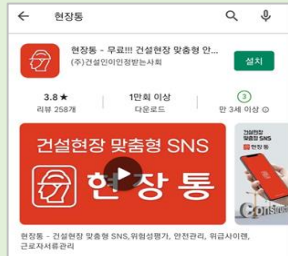 현장통
현장통 - 무료!!! 건설현장 맞춤형 안...
(주)건설인이인정받는사회
설치
3.8 ★
리뷰 258개
1만회 이상
다운로드
3
만 3세 이상
건설현장 맞춤형 SNS
현장통
건설현장
맞춤형 SNS
현장통
현장통 - 건설현장 맞춤형 SNS,위험성평가, 안전관리, 위급사이렌,
근로자서류관리